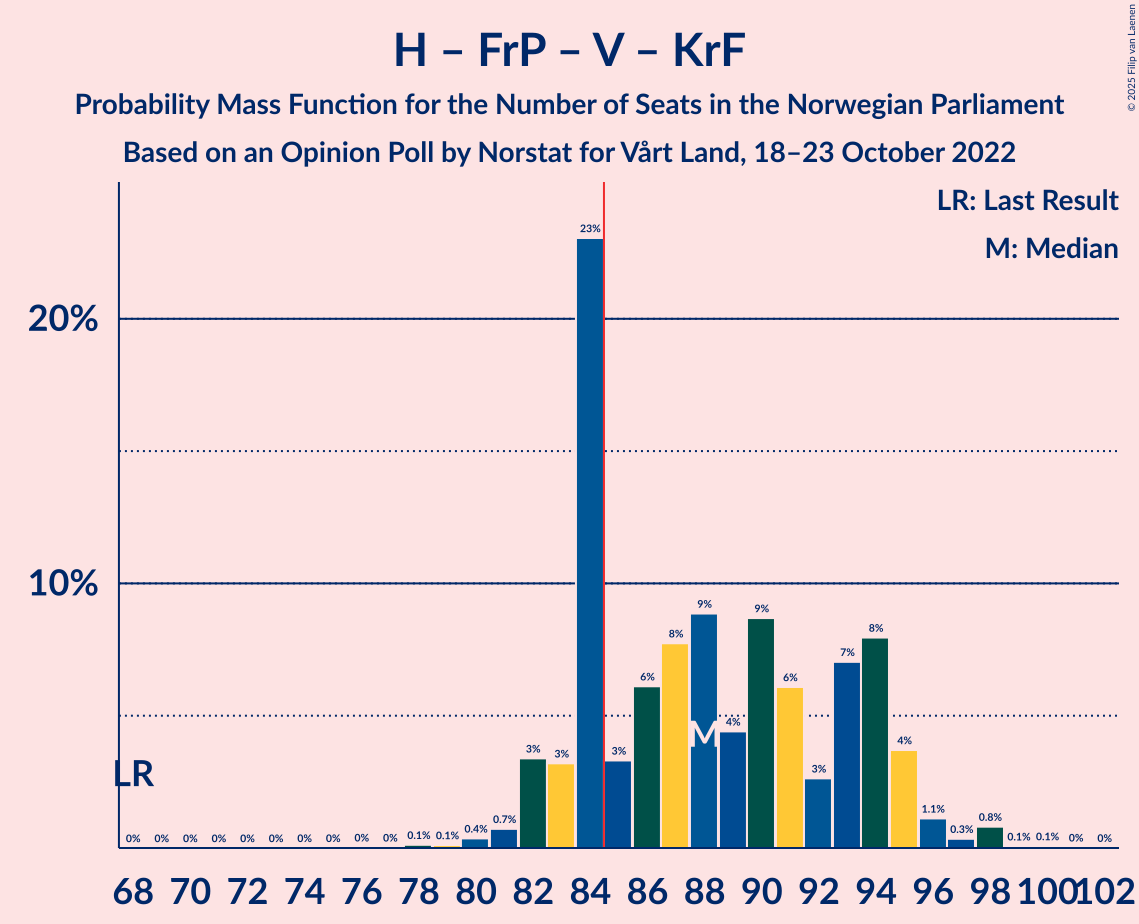 H – FrP – V – KrF
Probability Mass Function for the Number of Seats in the Norwegian Parliament
Based on an Opinion Poll by Norstat for Vårt Land, 18–23 October 2022
© 2025 Filip van Laenen
LR: Last Result
M: Median
20%
10%
LR
M
0% 0% 0% 0% 0% 0% 0% 0% 0% 0% 0.1% 0.1% 0.4% 0.7% 3% 3% 23% 3% 6% 8% 9% 4% 9% 6% 3% 7% 8% 4% 1.1% 0.3% 0.8% 0.1% 0.1% 0% 0%
68 70 72 74 76 78 80 82 84 86 88 90 92 94 96 98 100 102